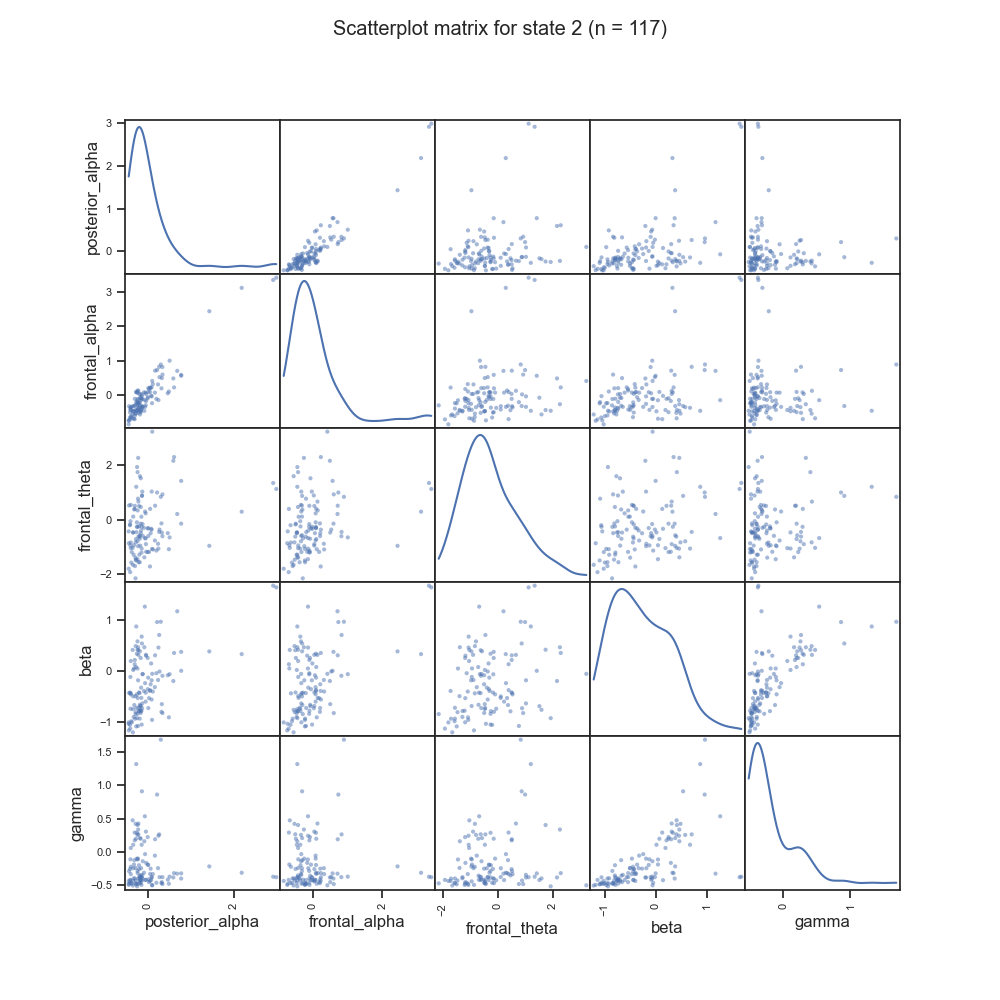 Scatterplot matrix for state 2 (n = 117)
posterior_alpha
3
2
1
0
frontal_alpha
3
2
1
0
frontal_theta
2
0
−2
beta
1
0
−1
gamma
1.5
1.0
0.5
0.0
−0.5
0 2 0 2 −2 0 2 −1 0 1 0 1
posterior_alpha frontal_alpha frontal_theta beta gamma